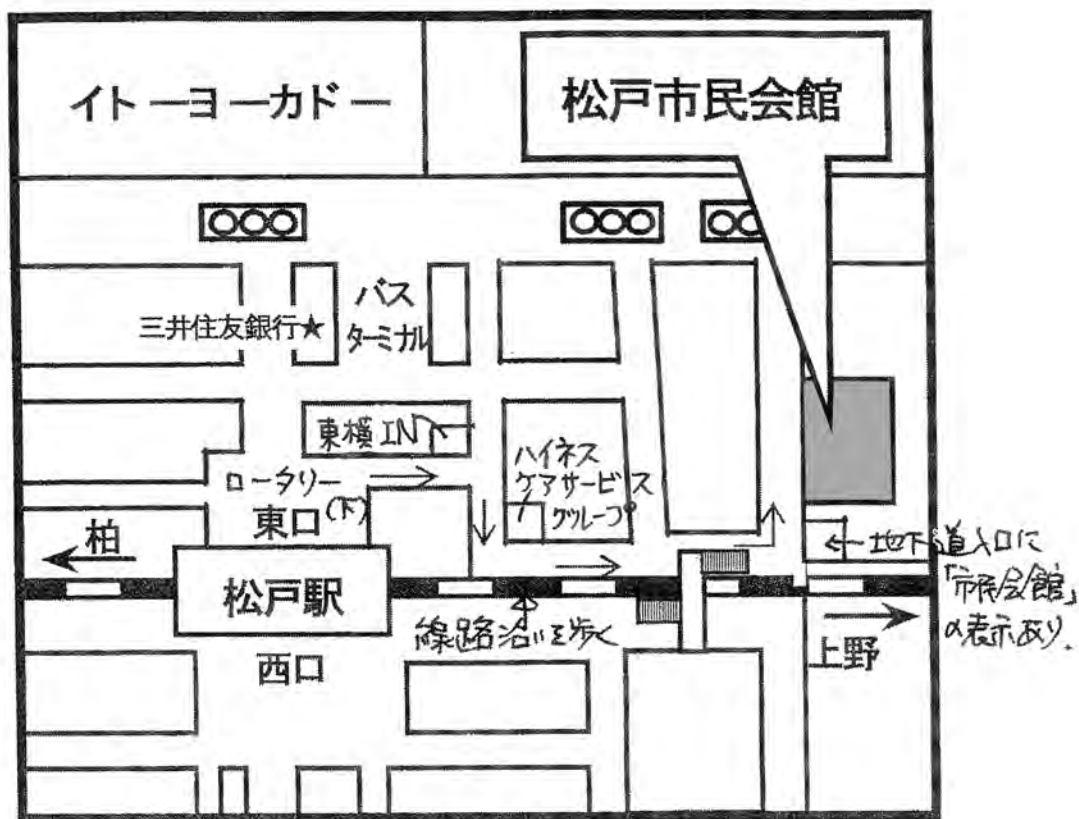 イトーヨーカドー
松戸市民会館
三井住友銀行★
バス
ターミナル
東横IN
ハイネス
ケアサービス
グループ
ロータリー
東口(下)
柏
松戸駅
西口
線路沿いを歩く
上野
←地下道入口に
「市民会館」
の表示あり.